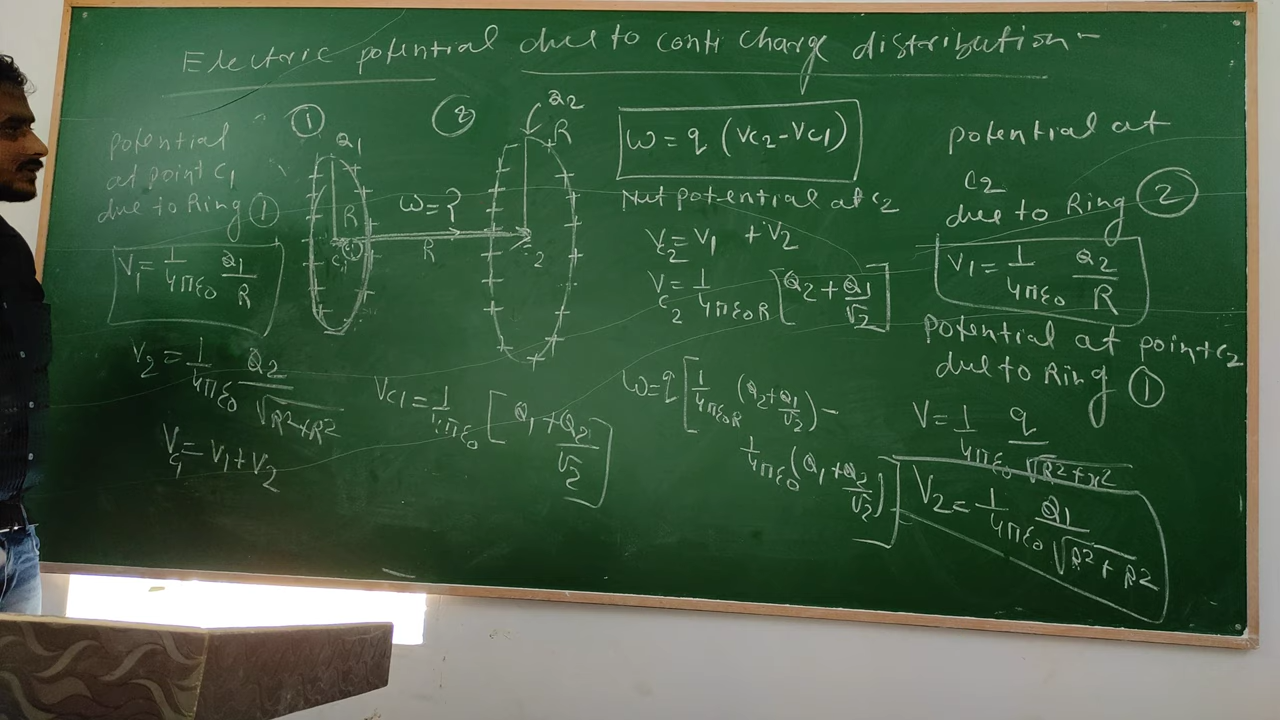 Electric potential due to conti charge distribution-
potential
at point C1
due to Ring ①
V1 = 1/4πε0 Q1/R
V2 = 1/4πε0 Q2/√R²+R²
VC1 = V1 + V2
① ② Q2
Q1 R
R W=?
C1 R C2
VC1 = 1/4πε0 [Q1 + Q2/√2]
W = q (VC2 - VC1)
Nut potential at C2
VC2 = V1 + V2
VC2 = 1/4πε0R [Q2 + Q1/√2]
W = q [1/4πε0R (Q2 + Q1/√2) -
1/4πε0 (Q1 + Q2/√2)]
potential at
C2
due to Ring ②
V1 = 1/4πε0 Q2/R
potential at point C2
due to Ring ①
V = 1/4πε0 q/√R²+x²
V2 = 1/4πε0 Q1/√R²+R²